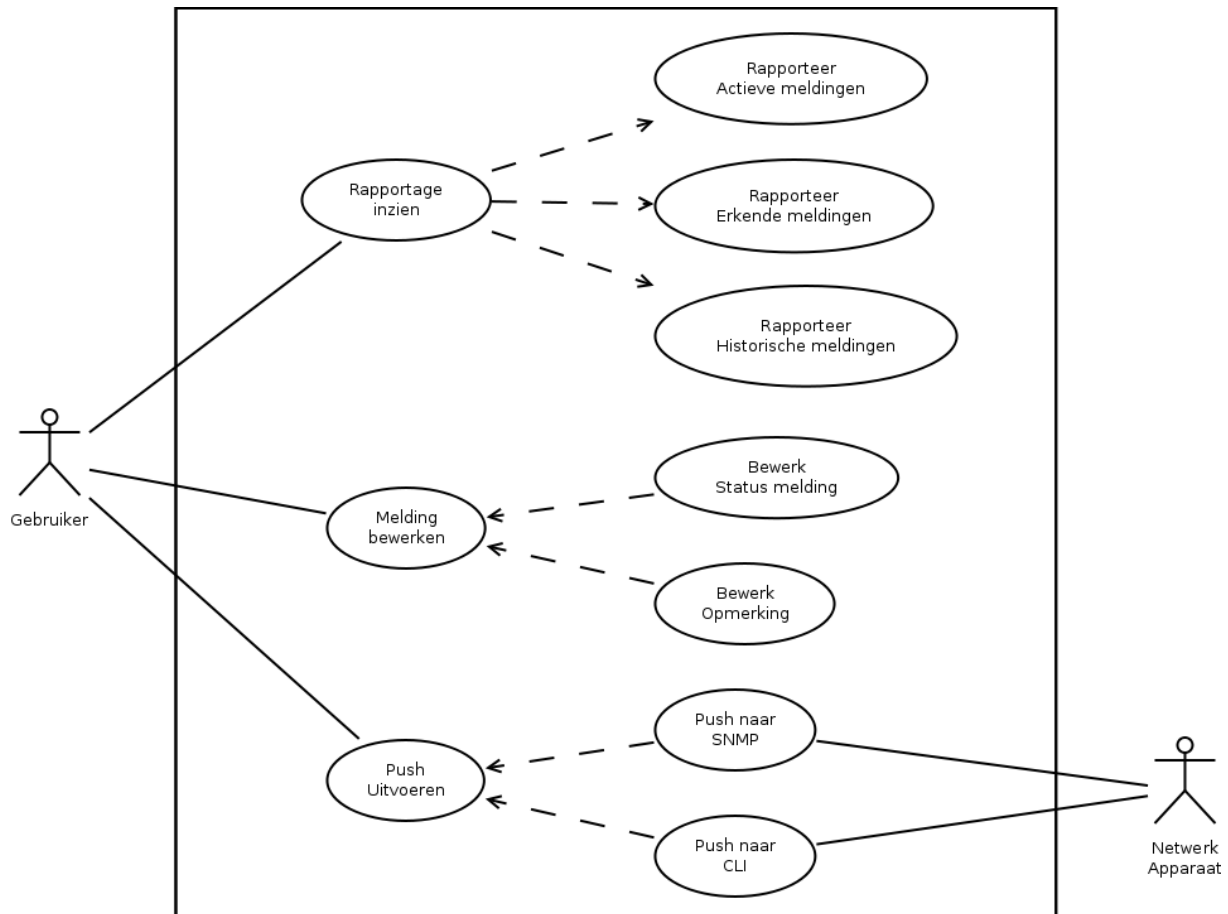 Rapporteer
Actieve meldingen
Rapportage
inzien
Rapporteer
Erkende meldingen
Rapporteer
Historische meldingen
Gebruiker
Melding
bewerken
Bewerk
Status melding
Bewerk
Opmerking
Push
Uitvoeren
Push naar
SNMP
Push naar
CLI
Netwerk
Apparaat